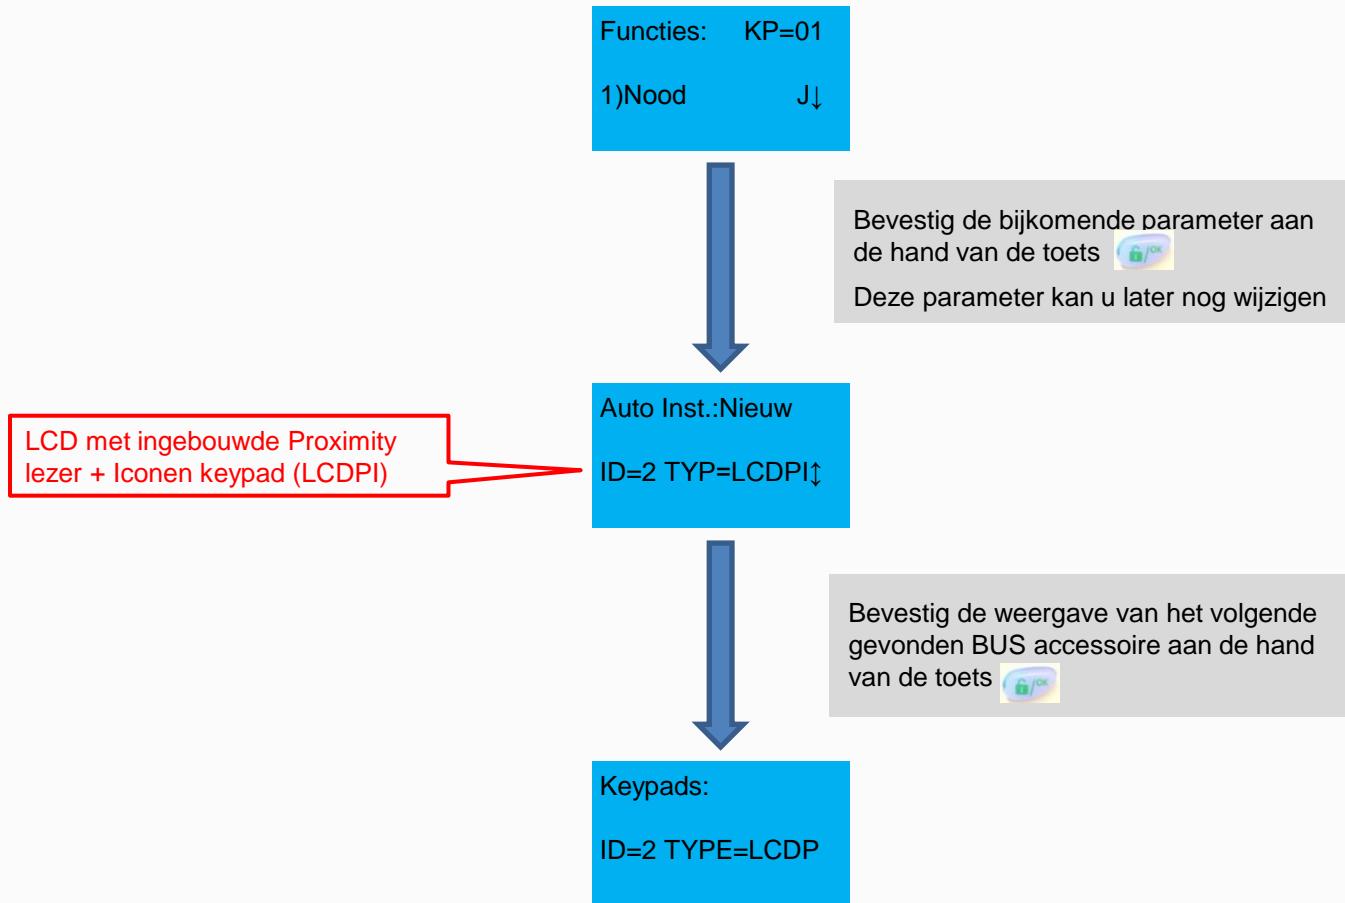 Functies: KP=01
1)Nood J↓
Bevestig de bijkomende parameter aan
de hand van de toets /OK
Deze parameter kan u later nog wijzigen
Auto Inst.:Nieuw
LCD met ingebouwde Proximity
lezer + Iconen keypad (LCDPI)
ID=2 TYP=LCDPI↕
Bevestig de weergave van het volgende
gevonden BUS accessoire aan de hand
van de toets /OK
Keypads:
ID=2 TYPE=LCDP